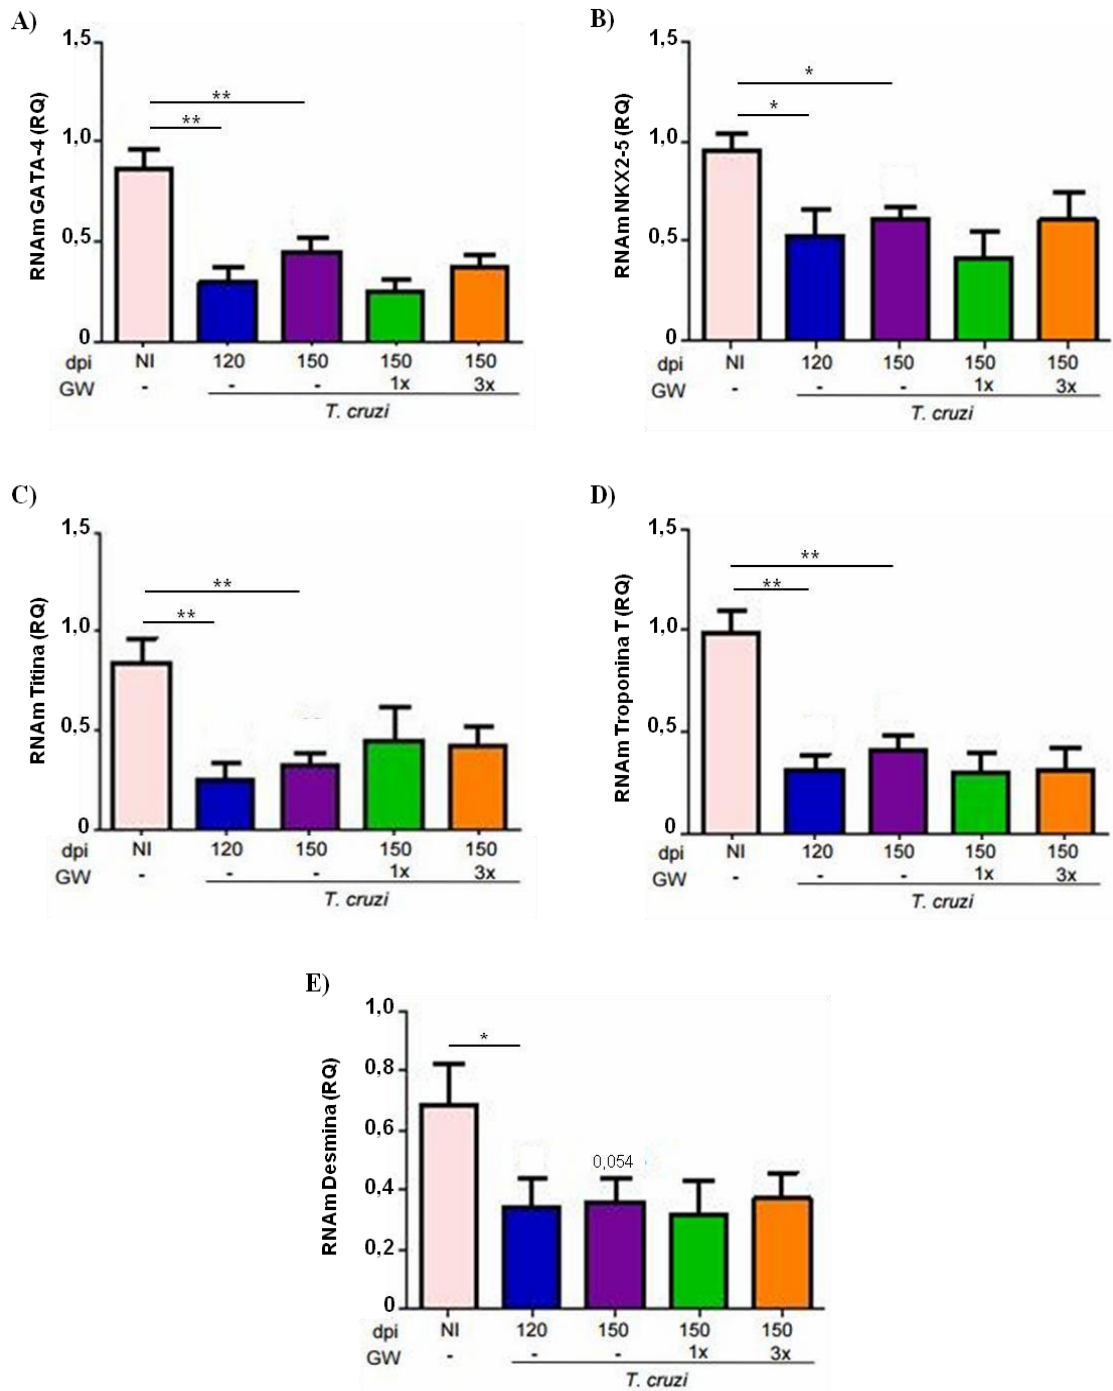 A)
1,5
1,0
0,5
0
RNAm GATA-4 (RQ)
**
**
dpi NI 120 150 150 150
GW - - - 1x 3x
T. cruzi
B)
1,5
1,0
0,5
0
RNAm NKX2-5 (RQ)
*
*
dpi NI 120 150 150 150
GW - - - 1x 3x
T. cruzi
C)
1,5
1,0
0,5
0
RNAm Titina (RQ)
**
**
dpi NI 120 150 150 150
GW - - - 1x 3x
T. cruzi
D)
1,5
1,0
0,5
0
RNAm Troponina T (RQ)
**
**
dpi NI 120 150 150 150
GW - - - 1x 3x
T. cruzi
E)
1,0
0,8
0,6
0,4
0,2
0
RNAm Desmina (RQ)
*
0,054
dpi NI 120 150 150 150
GW - - - 1x 3x
T. cruzi